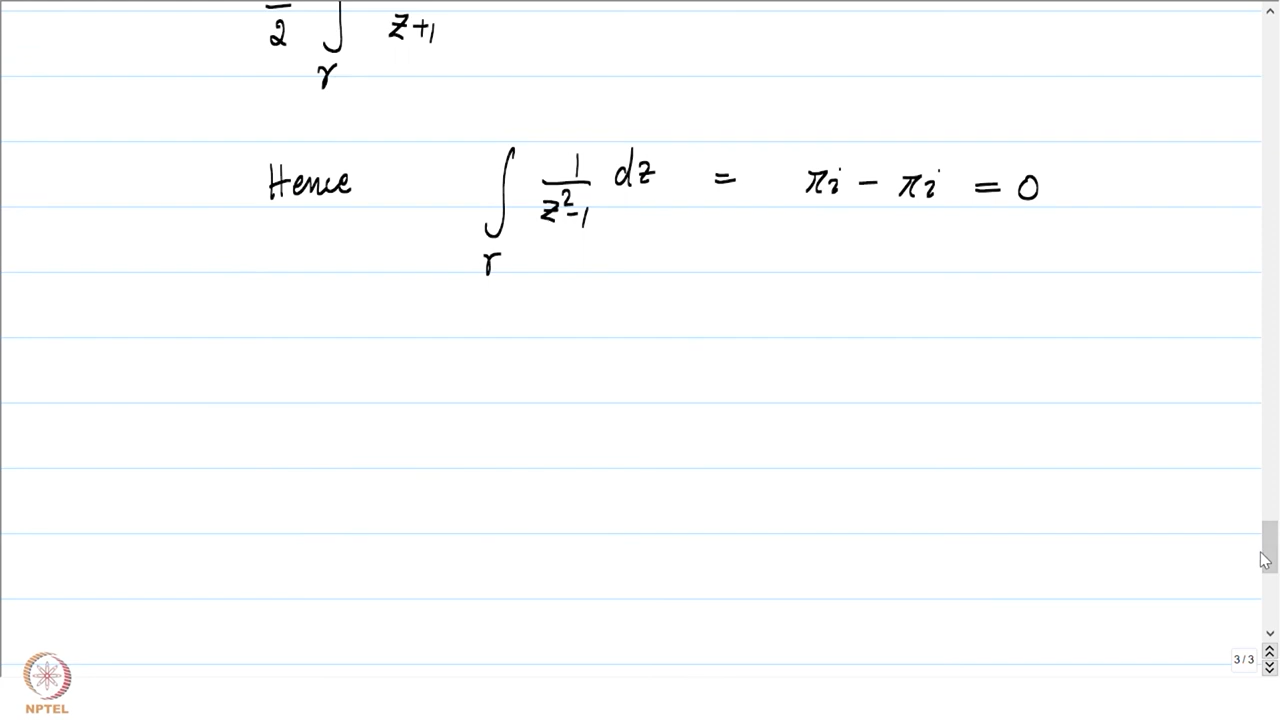 2 ∫ z+1
γ
Hence ∫ 1/z²-1 dz = πi - πi = 0
γ
3 / 3
NPTEL